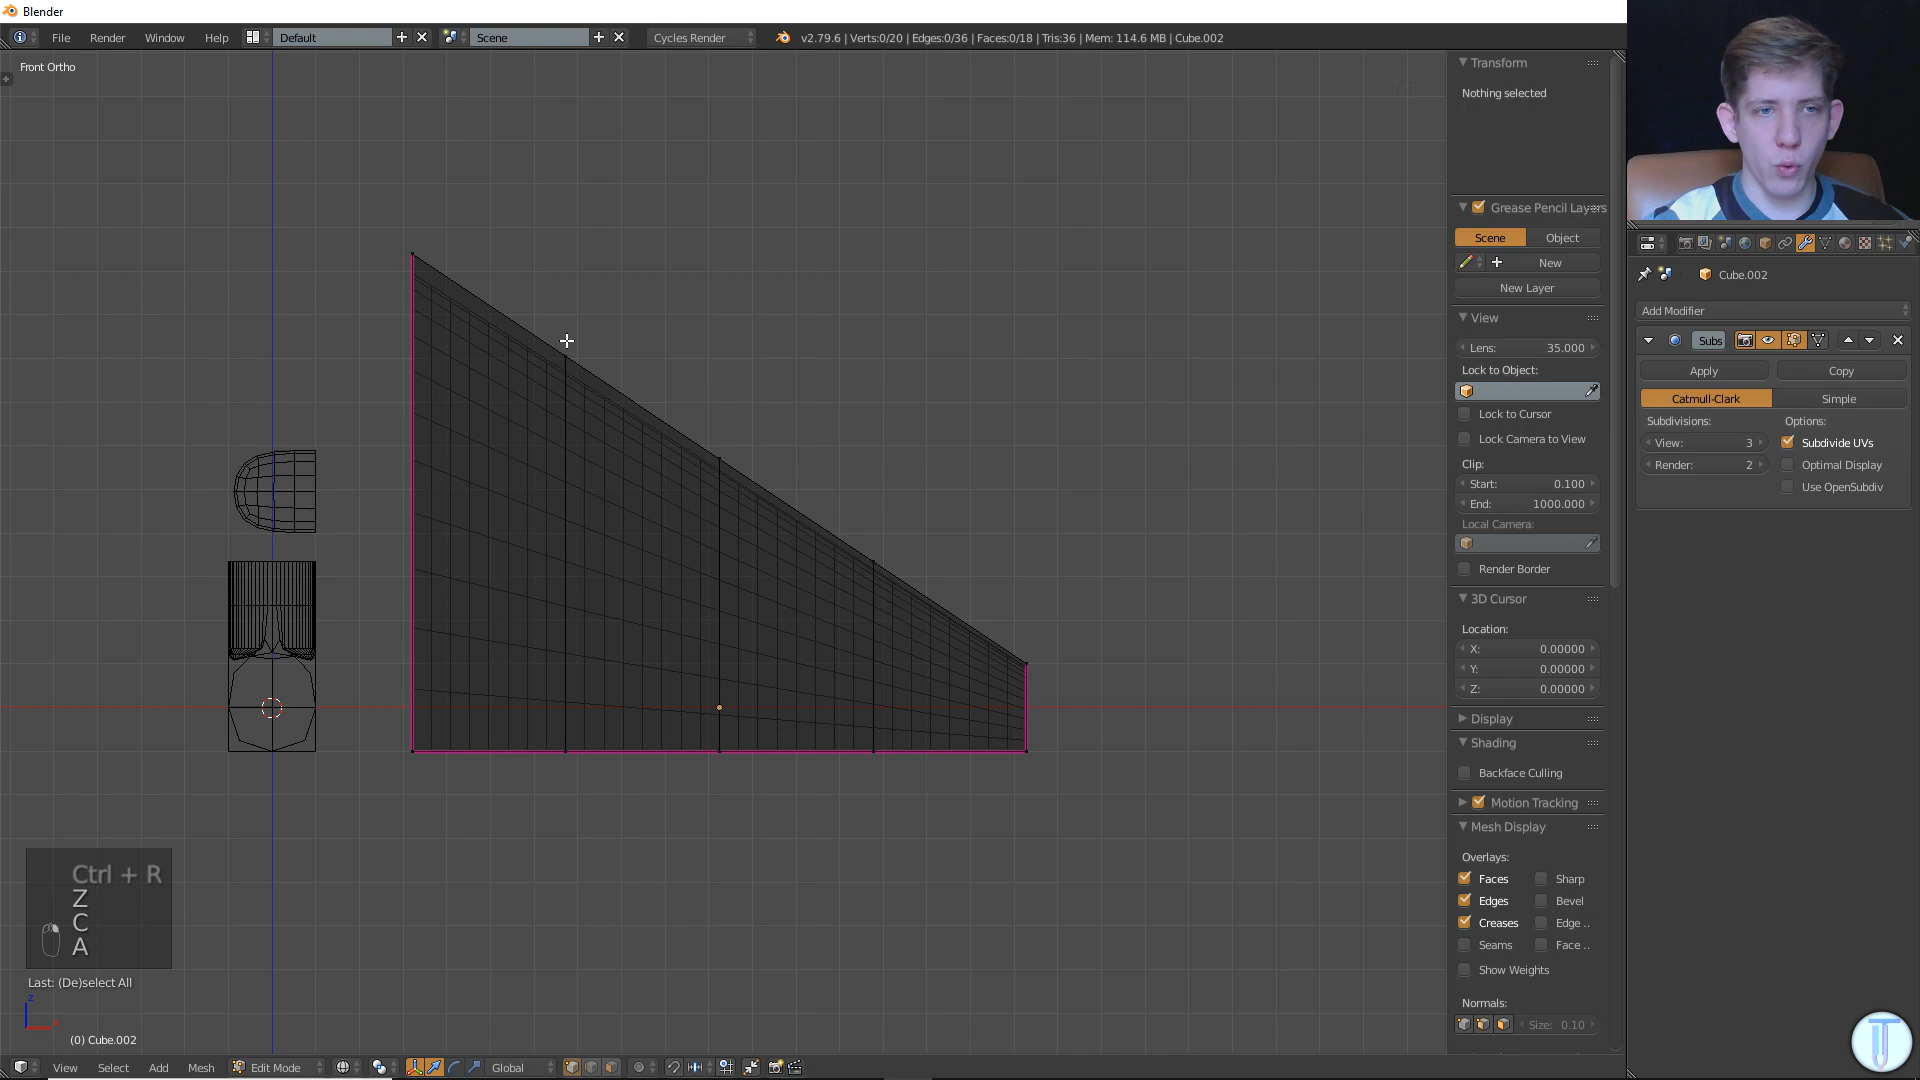 Blender
File Render Window Help Default Scene Cycles Render v2.79.6 | Verts:0/20 | Edges:0/36 | Faces:0/18 | Tris:36 | Mem: 114.6 MB | Cube.002
Front Ortho
Transform
Nothing selected
Grease Pencil Layers
Scene Object
New
New Layer
View
Lens: 35.000
Lock to Object:
Lock to Cursor
Lock Camera to View
Clip:
Start: 0.100
End: 1000.000
Local Camera:
Render Border
3D Cursor
Location:
X: 0.00000
Y: 0.00000
Z: 0.00000
Display
Shading
Backface Culling
Motion Tracking
Mesh Display
Overlays:
Faces Sharp
Edges Bevel
Creases Edge ..
Seams Face ..
Show Weights
Normals:
Size: 0.10
Cube.002
Add Modifier
Subs
Apply Copy
Catmull-Clark Simple
Subdivisions: Options:
View: 3 Subdivide UVs
Render: 2 Optimal Display
Use OpenSubdiv
Ctrl + R
Z
C
A
Last: (De)select All
z
x
(0) Cube.002
View Select Add Mesh Edit Mode Global